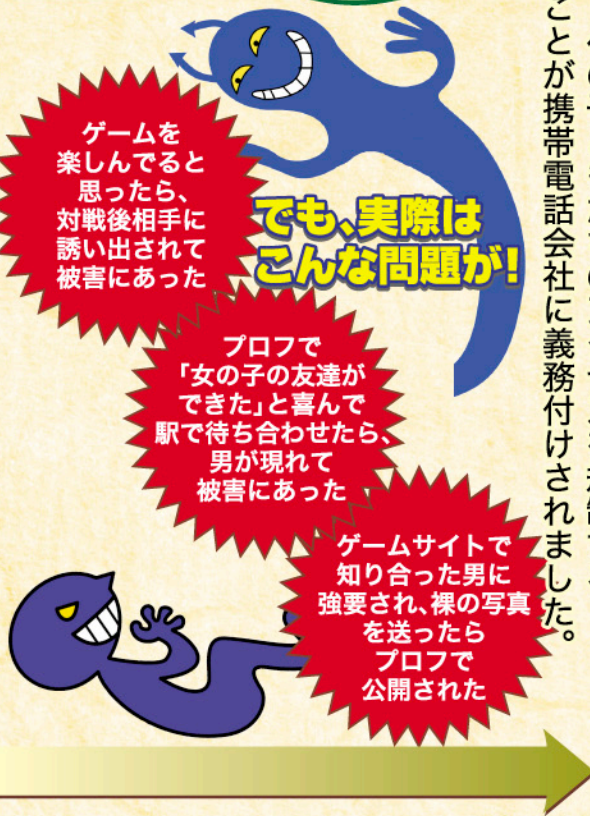 ことが携帯電話会社に義務付けされました。
ゲームを
楽しんでると
思ったら、
対戦後相手に
誘い出されて
被害にあった
でも、実際は
こんな問題が!
プロフで
「女の子の友達が
できた」と喜んで
駅で待ち合わせたら、
男が現れて
被害にあった
ゲームサイトで
知り合った男に
強要され、裸の写真
を送ったら
プロフで
公開された